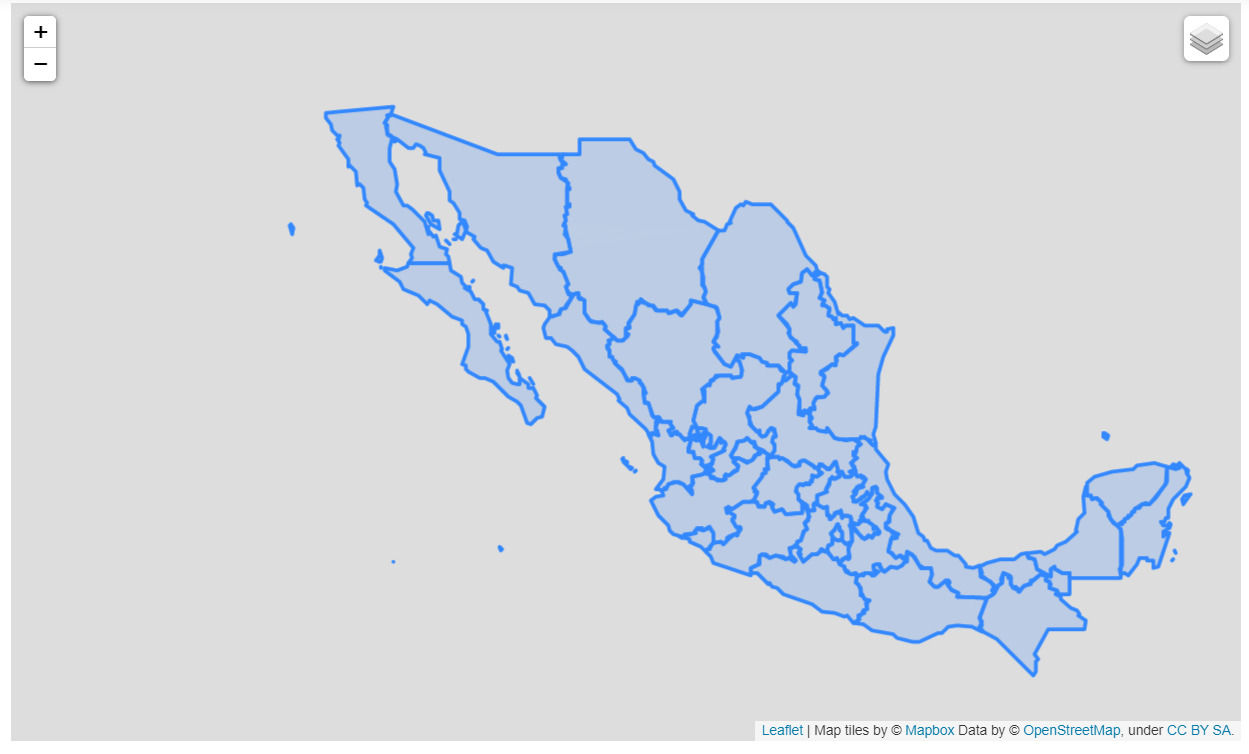 +
−
Leaflet | Map tiles by © Mapbox Data by © OpenStreetMap, under CC BY SA.